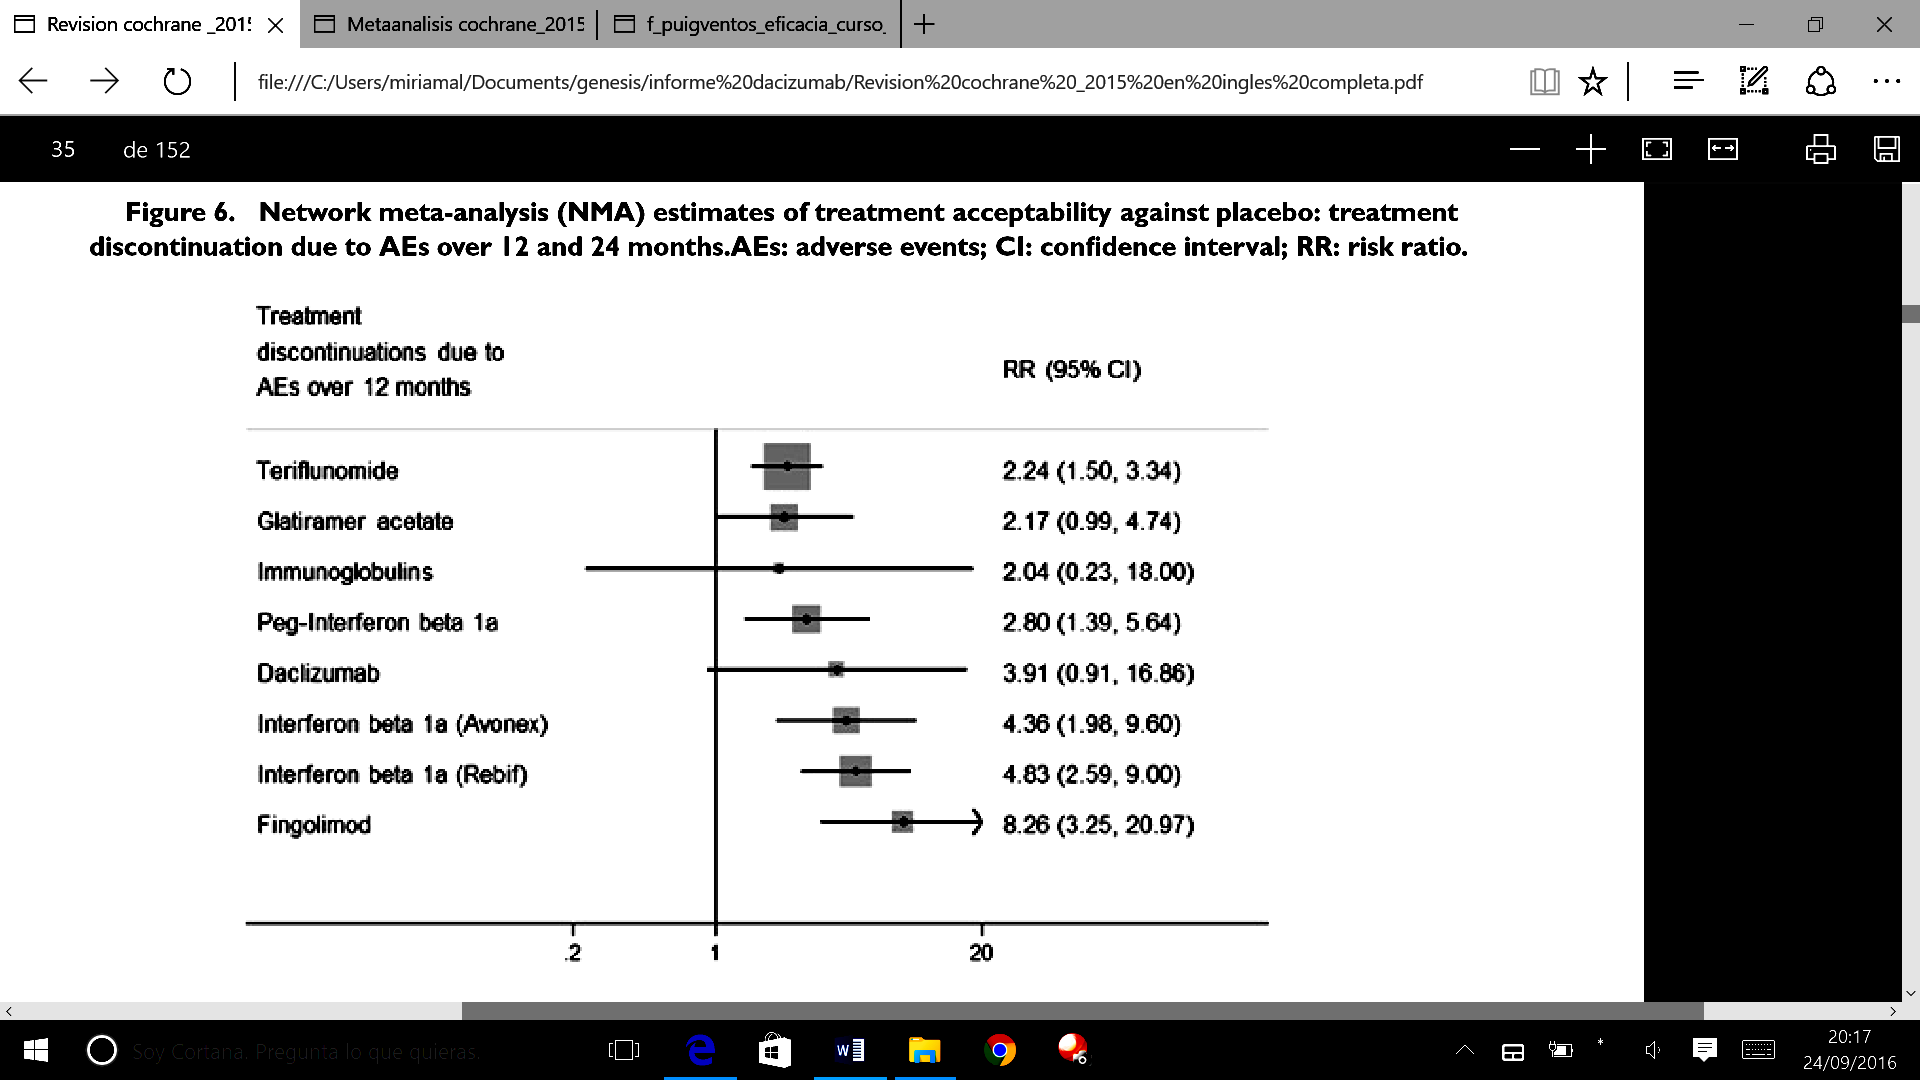 Revision cochrane _201
Metaanalisis cochrane_2015
f_puigventos_eficacia_curso_
file:///C:/Users/miriamal/Documents/genesis/informe%20dacizumab/Revision%20cochrane%20_2015%20en%20ingles%20completa.pdf
35 de 152
Figure 6. Network meta-analysis (NMA) estimates of treatment acceptability against placebo: treatment
discontinuation due to AEs over 12 and 24 months.AEs: adverse events; CI: confidence interval; RR: risk ratio.
Treatment
discontinuations due to
AEs over 12 months
RR (95% CI)
Teriflunomide 2.24 (1.50, 3.34)
Glatiramer acetate 2.17 (0.99, 4.74)
Immunoglobulins 2.04 (0.23, 18.00)
Peg-Interferon beta 1a 2.80 (1.39, 5.64)
Daclizumab 3.91 (0.91, 16.86)
Interferon beta 1a (Avonex) 4.36 (1.98, 9.60)
Interferon beta 1a (Rebif) 4.83 (2.59, 9.00)
Fingolimod 8.26 (3.25, 20.97)
.2 1 20
Soy Cortana. Pregunta lo que quieras.
20:17
24/09/2016